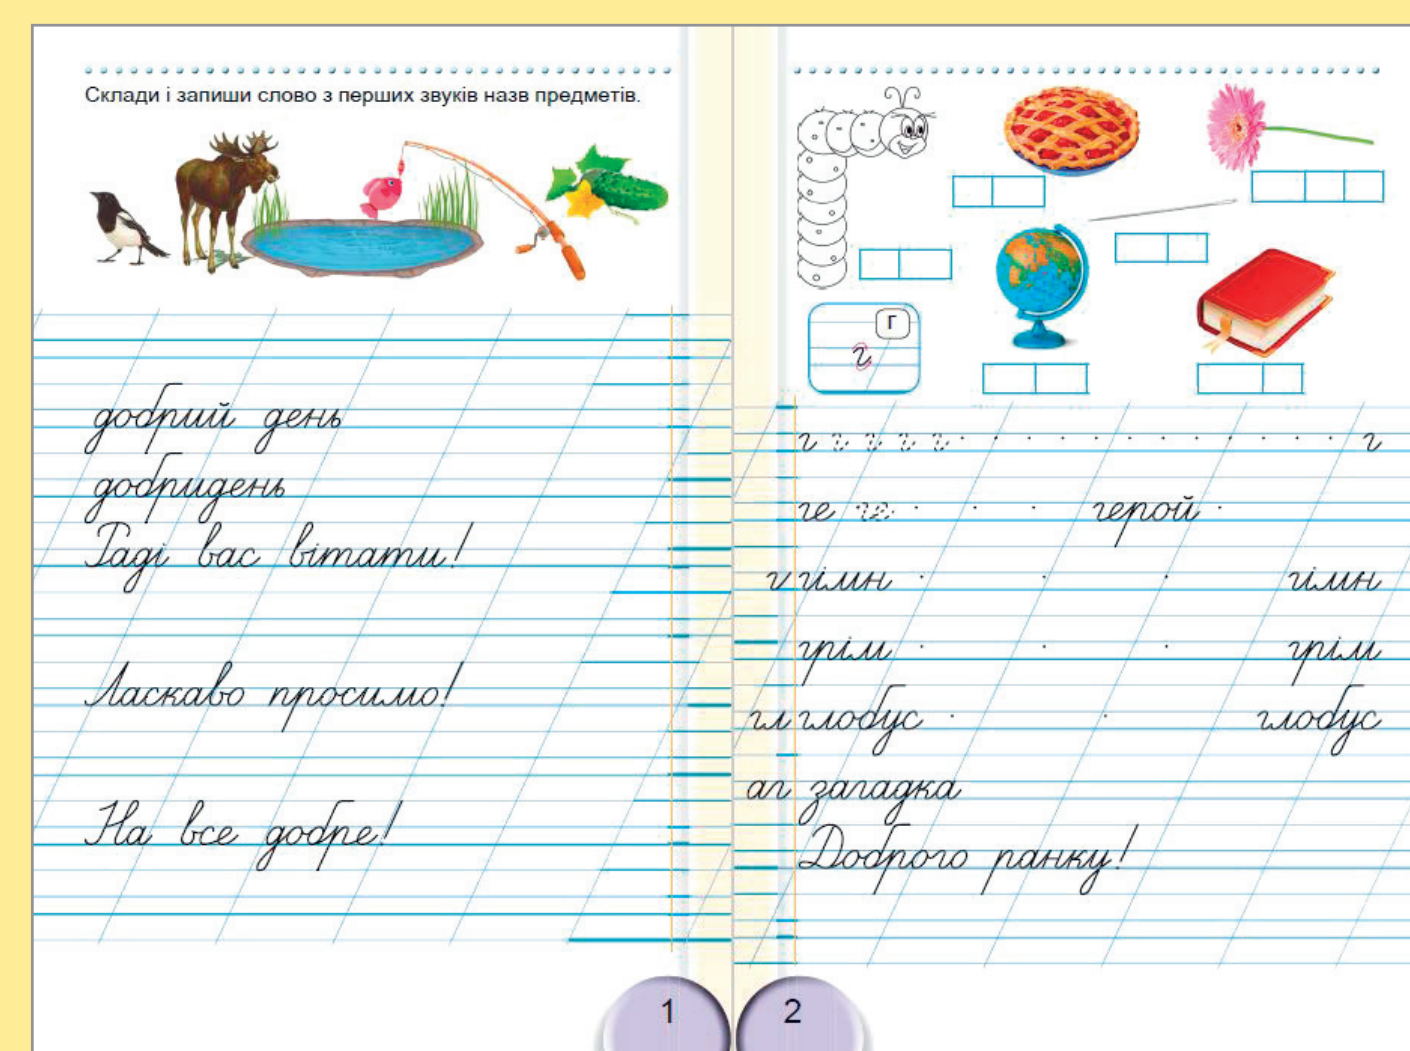 Склади і запиши слово з перших звуків назв предметів.
добрий день
добридень
Раді вас вітати!
Ласкаво просимо!
На все добре!
1
Г
г
г г г г г г
ге ге герой
г гімн гімн
грім грім
гл глобус глобус
аг загадка
Доброго ранку!
2